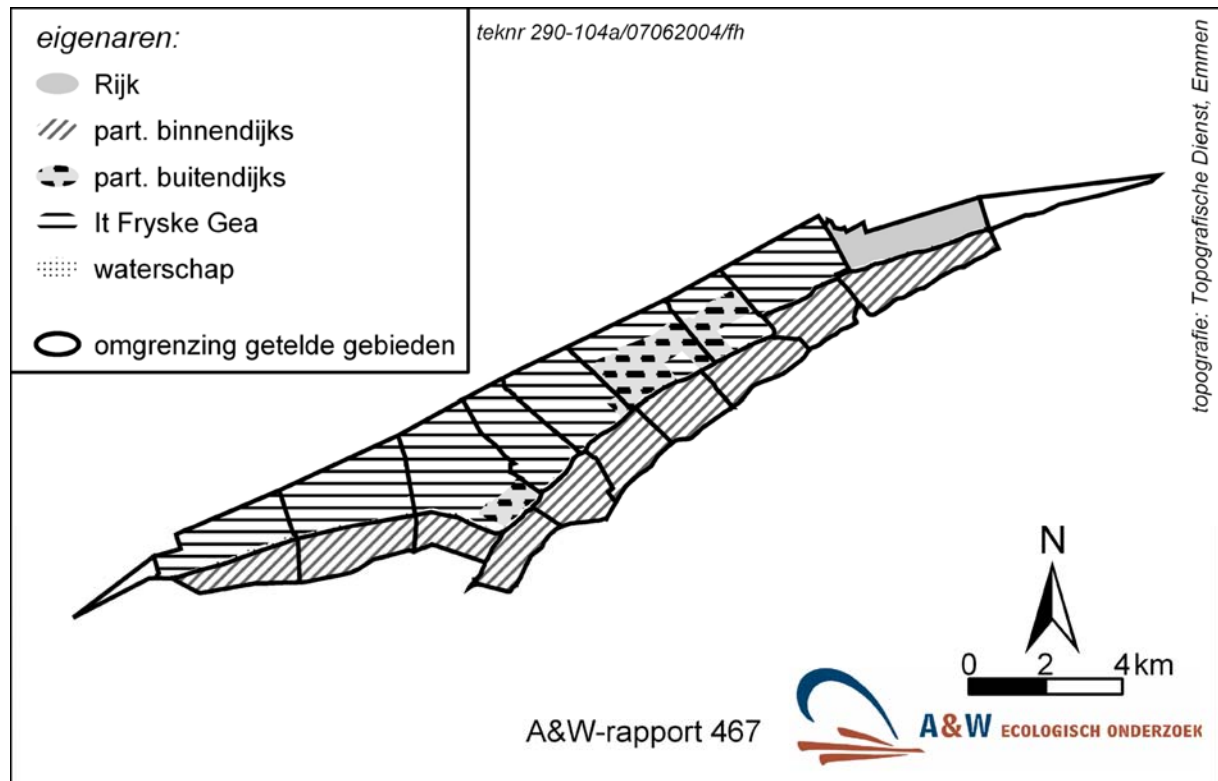 eigenaren:
Rijk
part. binnendijks
part. buitendijks
It Fryske Gea
waterschap
omgrenzing getelde gebieden
teknr 290-104a/07062004/fh
topografie: Topografische Dienst, Emmen
N
0 2 4 km
A&W-rapport 467
A&W ECOLOGISCH ONDERZOEK